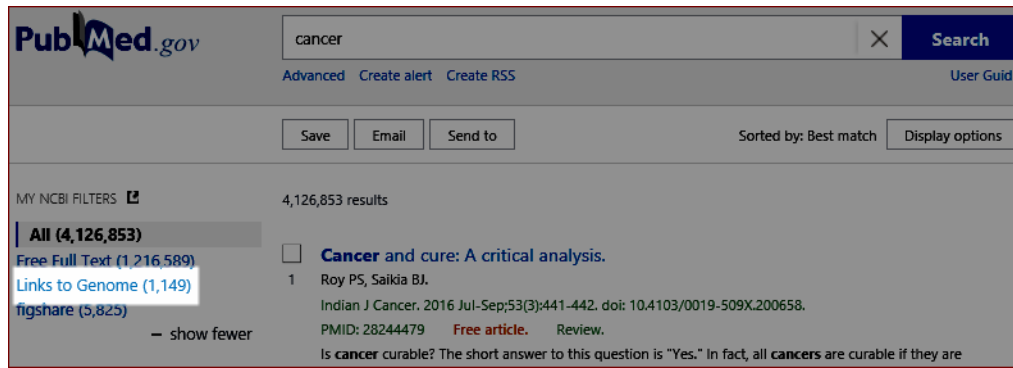 PubMed.gov
cancer
Search
Advanced Create alert Create RSS
User Guid
Save Email Send to
Sorted by: Best match Display options
MY NCBI FILTERS
4,126,853 results
All (4,126,853)
Free Full Text (1,216,589)
Links to Genome (1,149)
figshare (5,825)
– show fewer
Cancer and cure: A critical analysis.
1 Roy PS, Saikia BJ.
Indian J Cancer. 2016 Jul-Sep;53(3):441-442. doi: 10.4103/0019-509X.200658.
PMID: 28244479 Free article. Review.
Is cancer curable? The short answer to this question is "Yes." In fact, all cancers are curable if they are